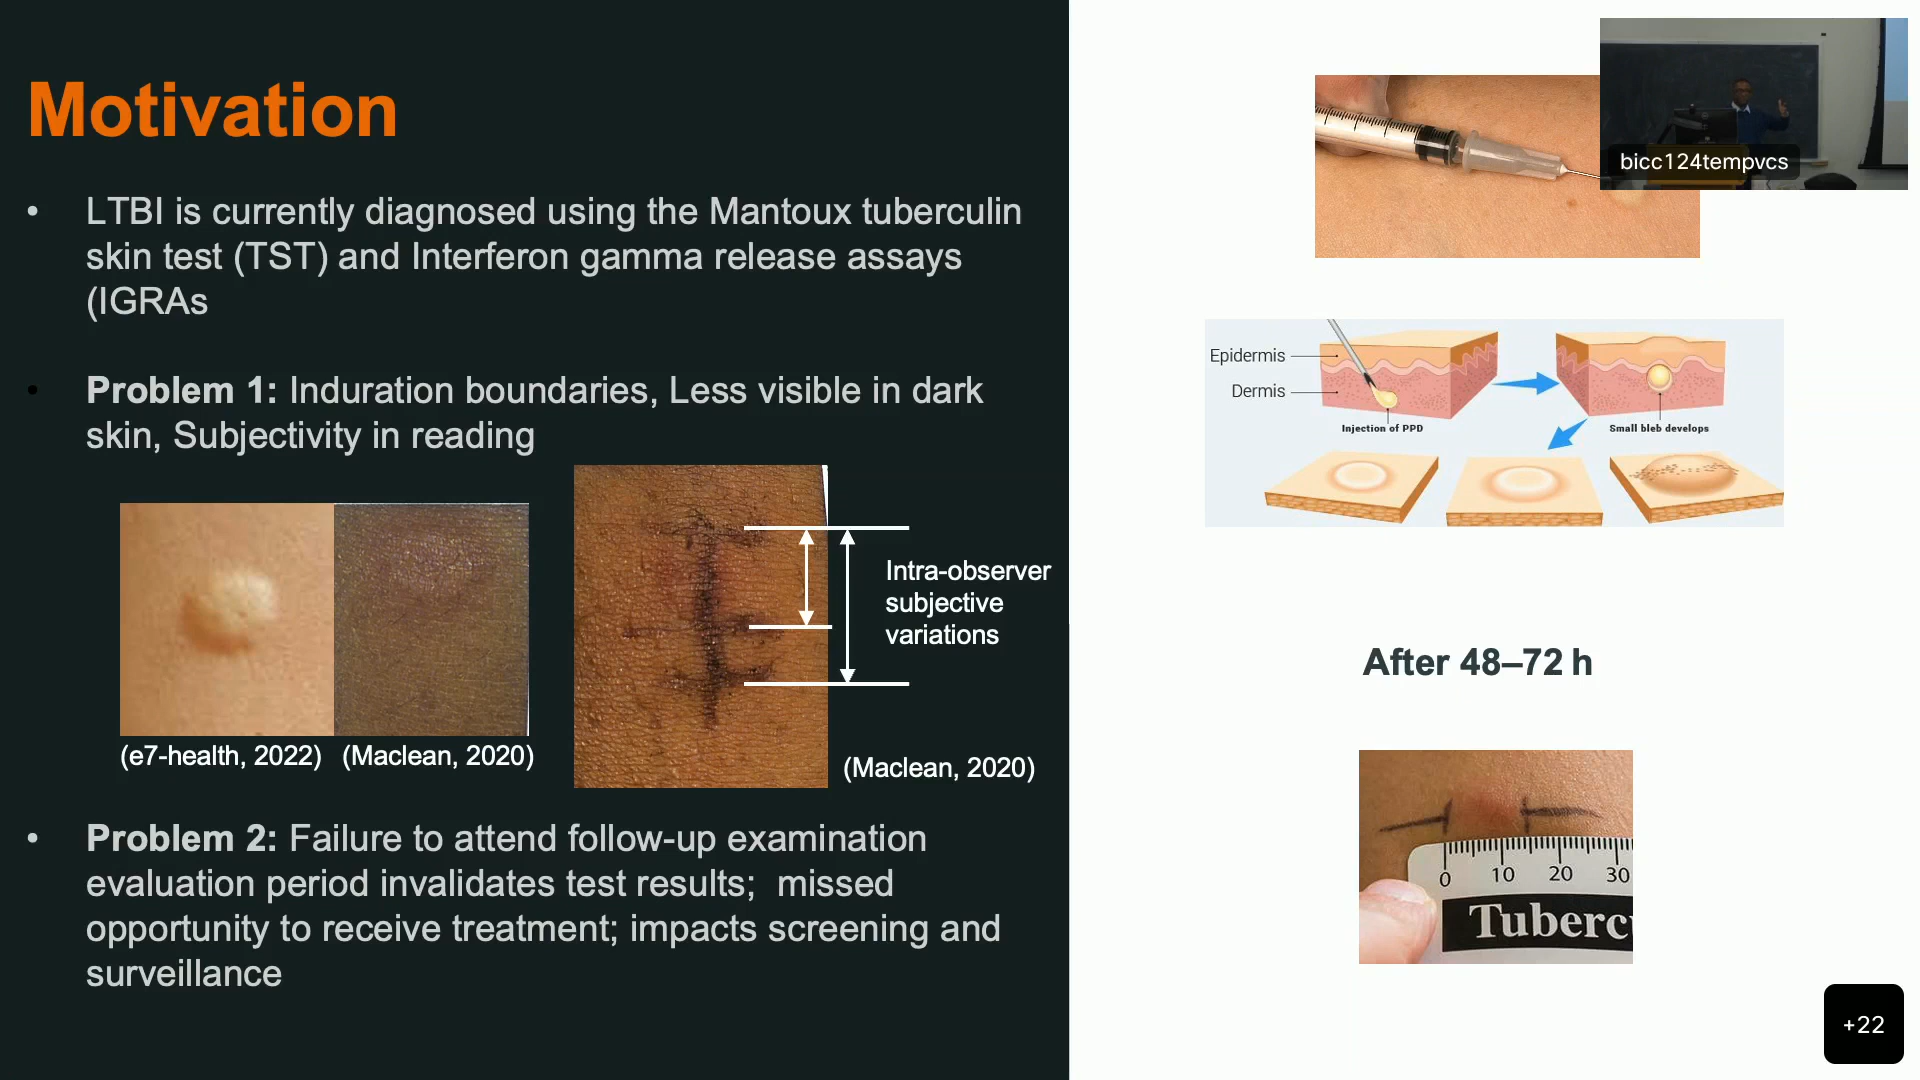 Motivation
• LTBI is currently diagnosed using the Mantoux tuberculin
skin test (TST) and Interferon gamma release assays
(IGRAs
• Problem 1: Induration boundaries, Less visible in dark
skin, Subjectivity in reading
Intra-observer
subjective
variations
(e7-health, 2022) (Maclean, 2020)
(Maclean, 2020)
• Problem 2: Failure to attend follow-up examination
evaluation period invalidates test results; missed
opportunity to receive treatment; impacts screening and
surveillance
bicc124tempvcs
Epidermis
Dermis
Injection of PPD
Small bleb develops
After 48–72 h
0 10 20 30
Tuberc
+22